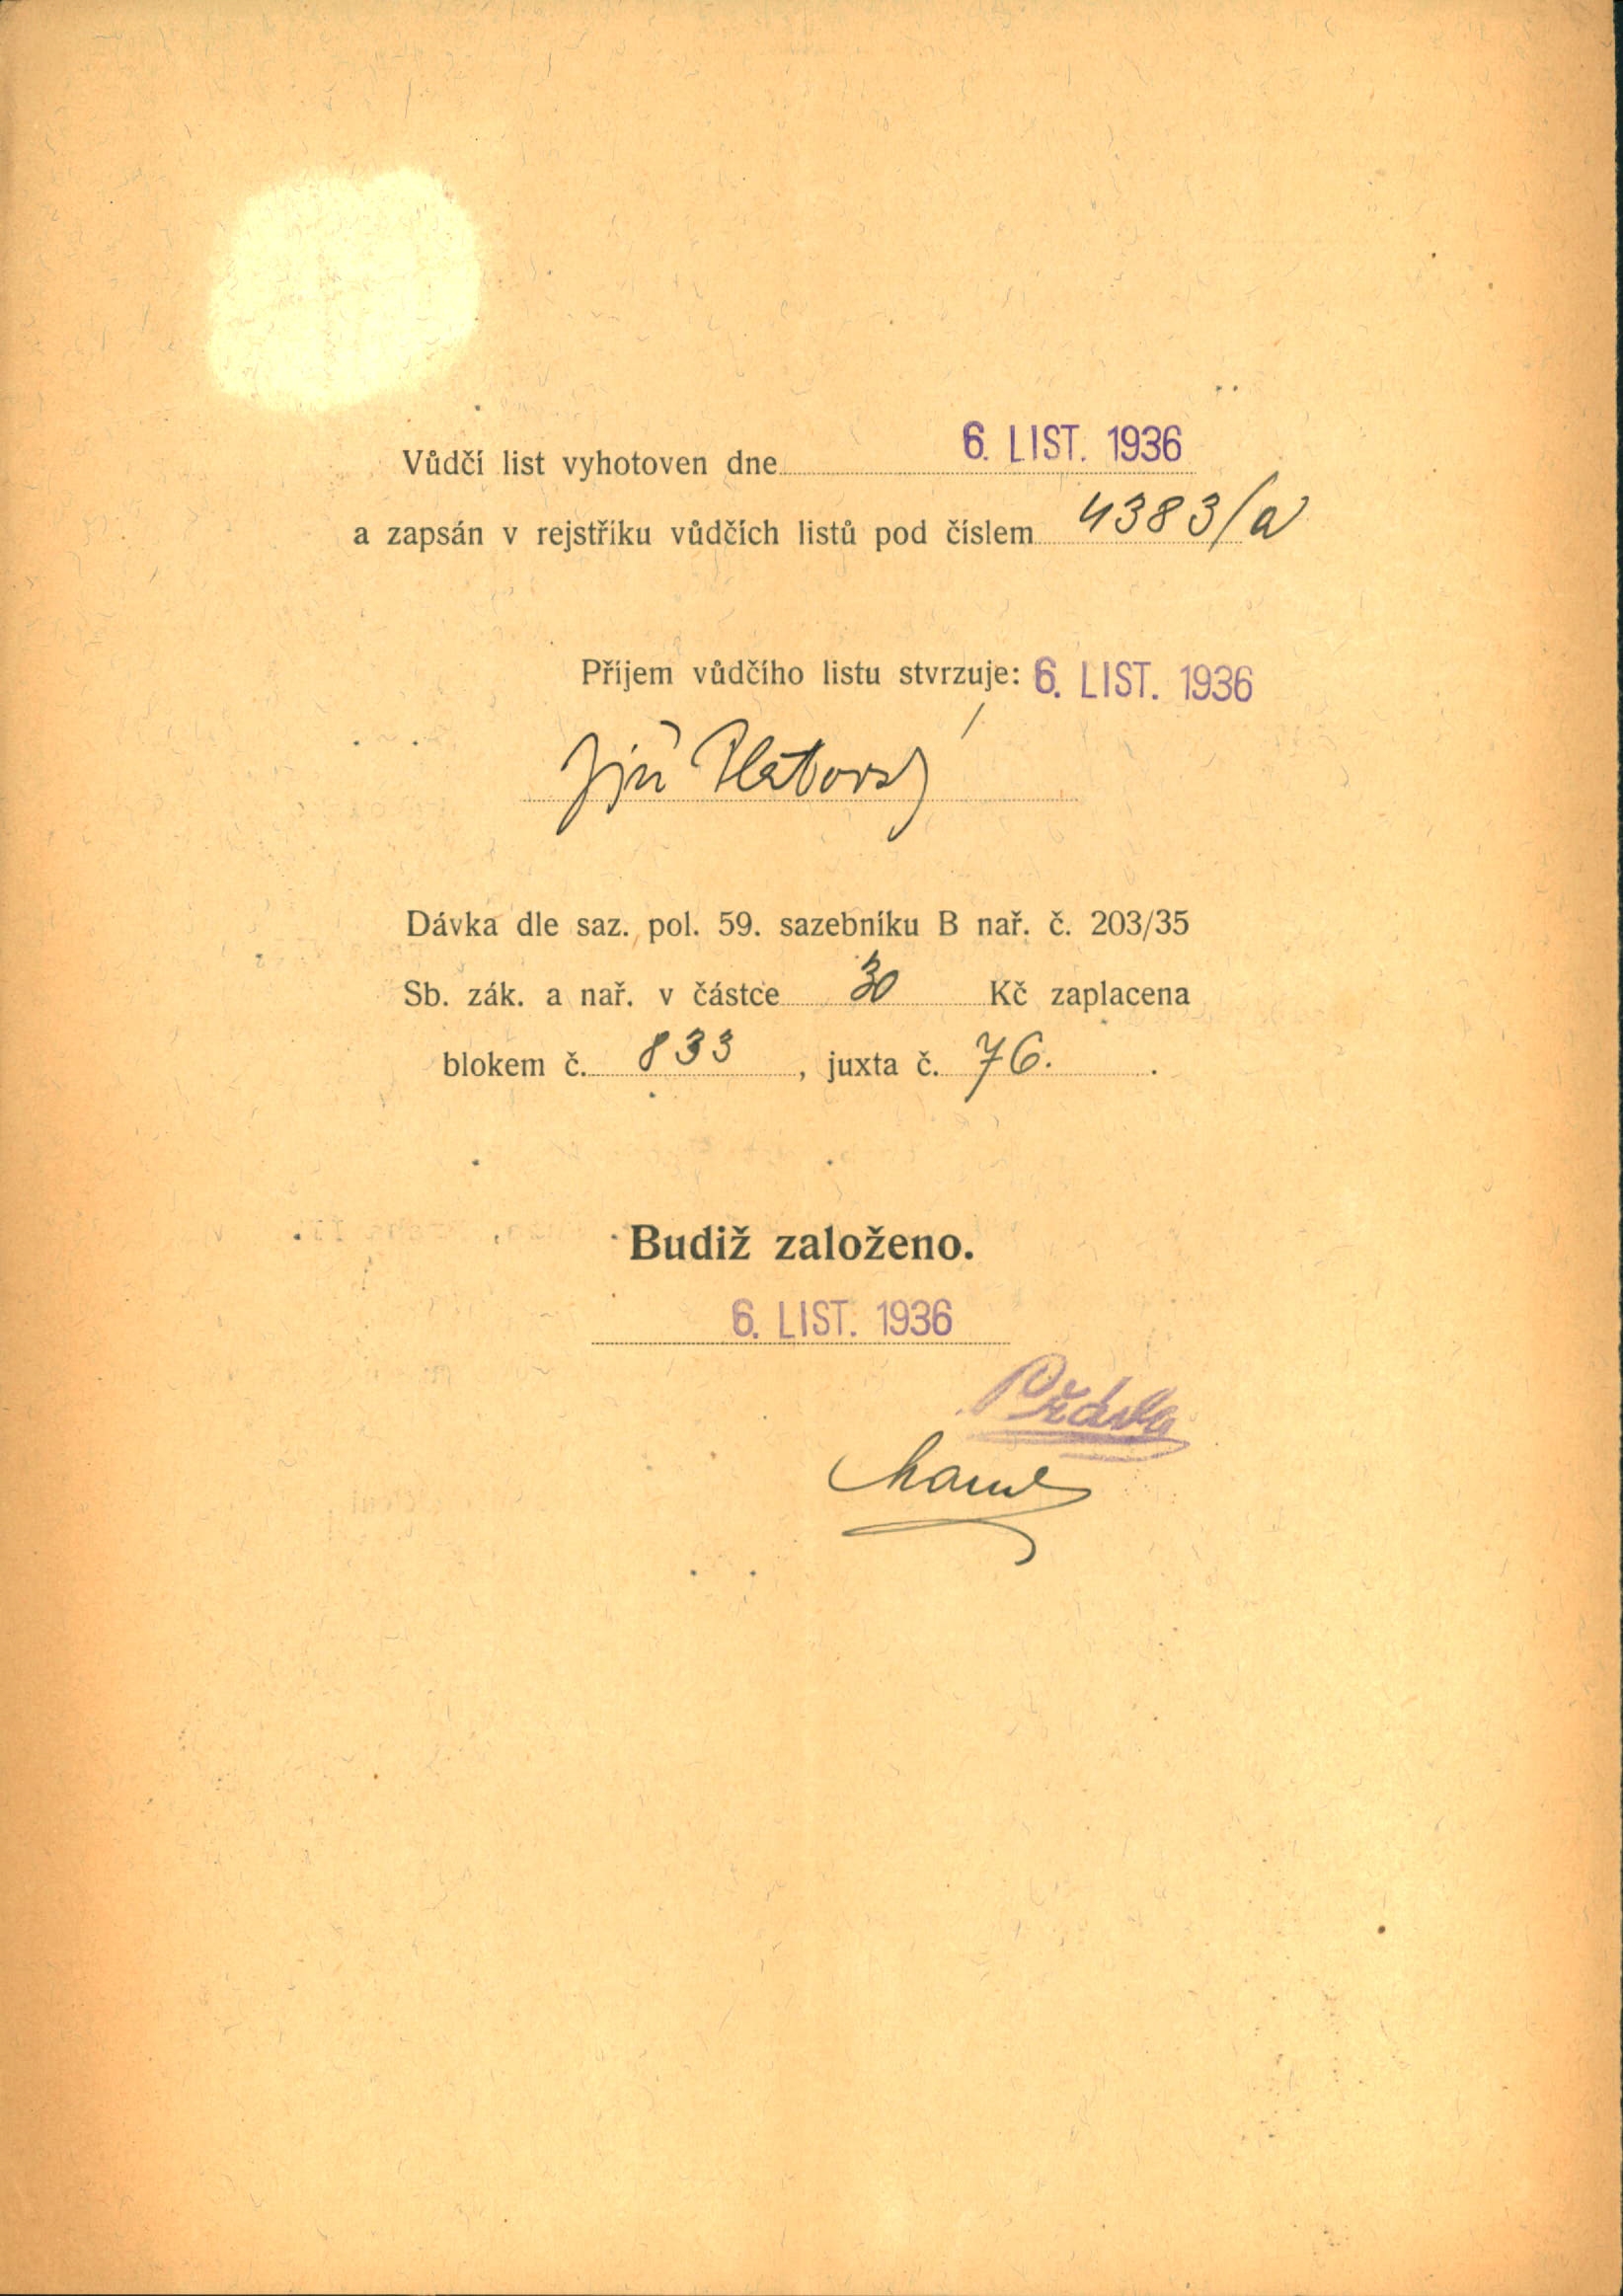 Vůdčí list vyhotoven dne 6. LIST. 1936
a zapsán v rejstříku vůdčích listů pod číslem 4383/a
Příjem vůdčího listu stvrzuje: 6. LIST. 1936
Jiří
Dávka dle saz. pol. 59. sazebníku B nař. č. 203/35
Sb. zák. a nař. v částce 30 Kč zaplacena
blokem č. 833, juxta č. 76.
Budiž založeno.
6. LIST. 1936